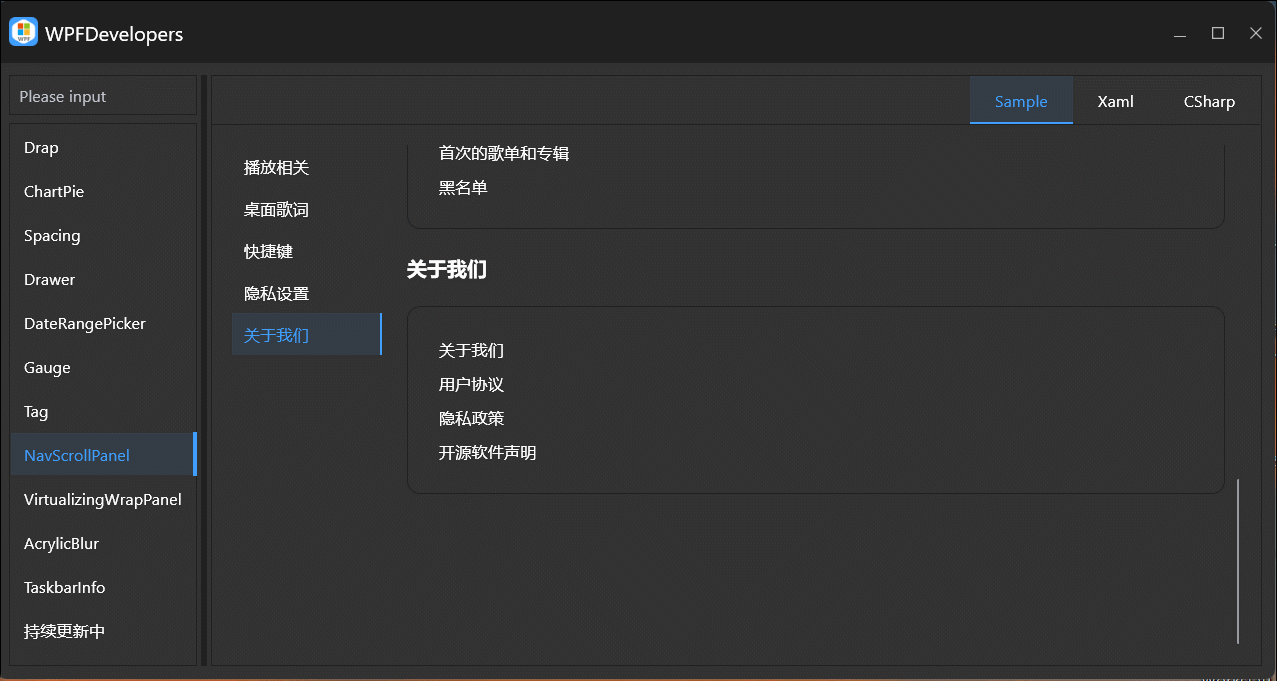 WPFDevelopers
Please input
Drap
ChartPie
Spacing
Drawer
DateRangePicker
Gauge
Tag
NavScrollPanel
VirtualizingWrapPanel
AcrylicBlur
TaskbarInfo
持续更新中
Sample
Xaml
CSharp
播放相关
桌面歌词
快捷键
隐私设置
关于我们
首次的歌单和专辑
黑名单
关于我们
关于我们
用户协议
隐私政策
开源软件声明